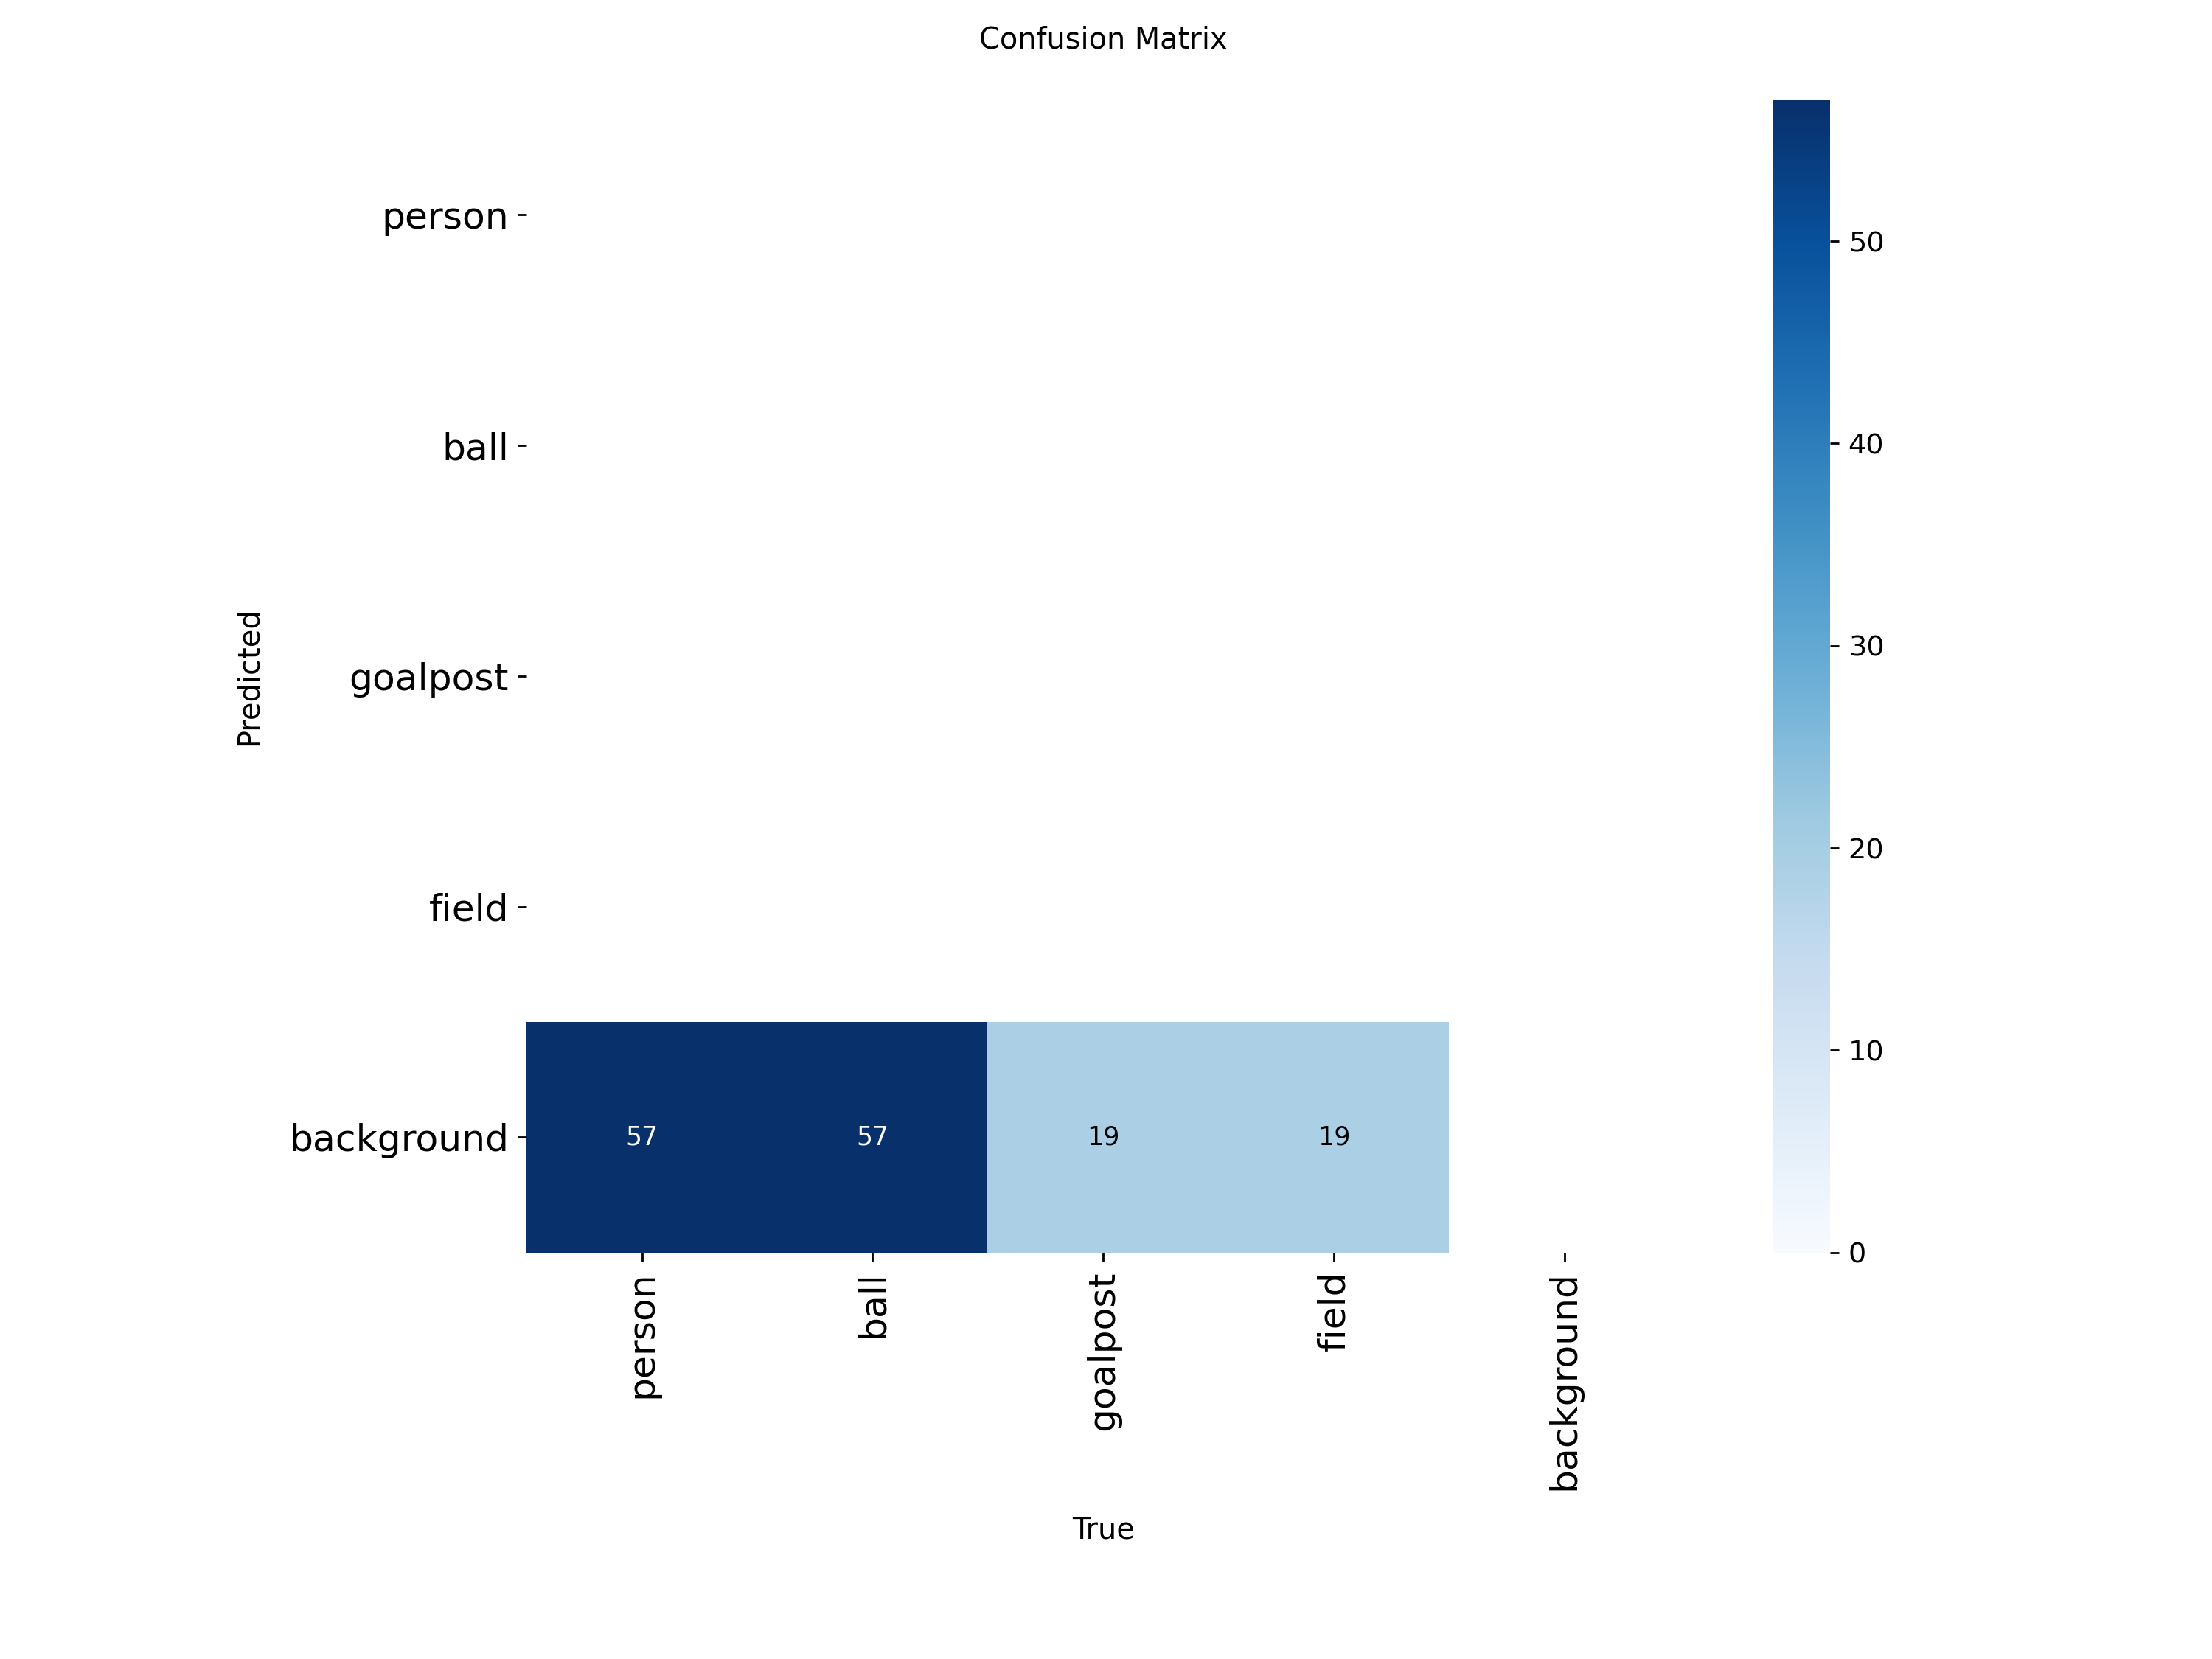 Confusion Matrix
person
ball
goalpost
field
background
Predicted
57 57 19 19
person
ball
goalpost
field
background
True
50
40
30
20
10
0